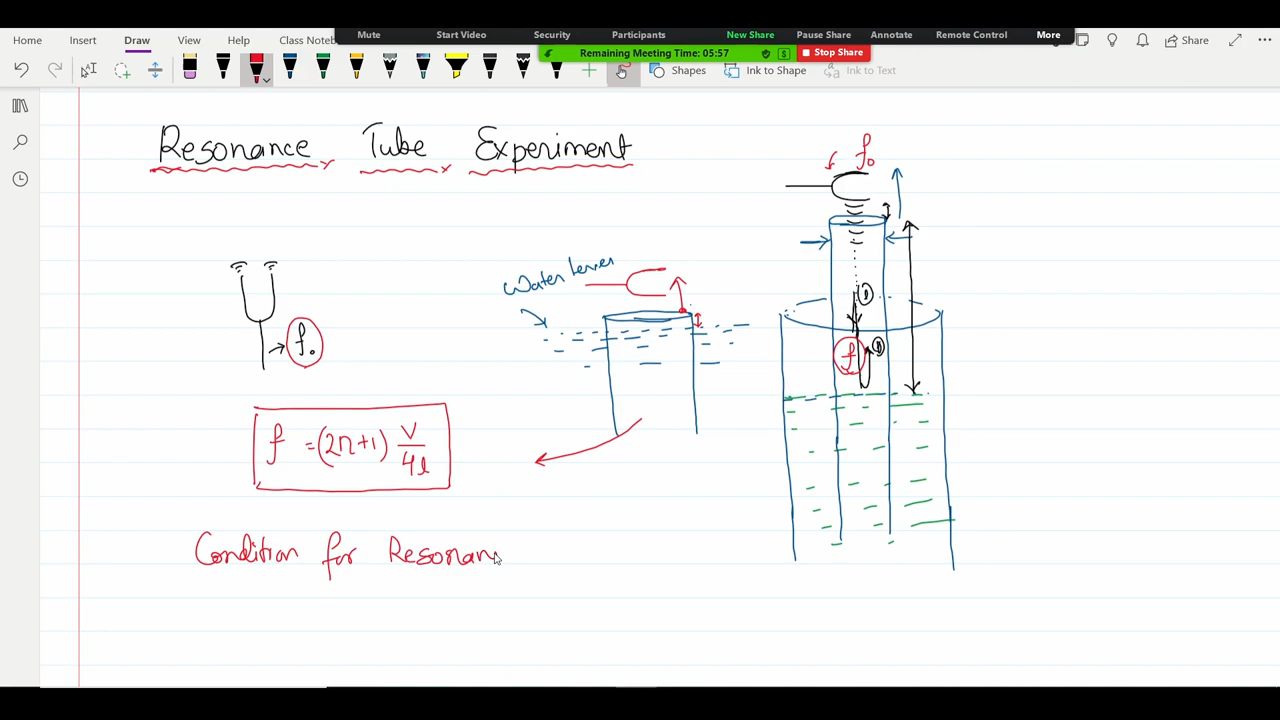 Mute Start Video Security Participants New Share Pause Share Annotate Remote Control More
Home Insert Draw View Help Class Noteb Share
Remaining Meeting Time: 05:57 Stop Share
Shapes Ink to Shape Ink to Text
Resonance Tube Experiment
f₀
Water level
f₀
f
f = (2n+1) V/4l
Condition for Resonan